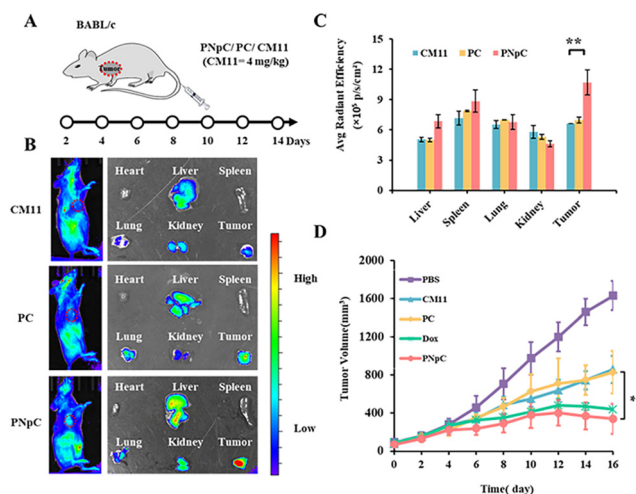 A
BABL/c
Tumor
PNpC/ PC/ CM11
(CM11= 4 mg/kg)
2 4 6 8 10 12 14 Days
B
CM11
Heart Liver Spleen
Lung Kidney Tumor
PC
Heart Liver Spleen
Lung Kidney Tumor
PNpC
Heart Liver Spleen
Lung Kidney Tumor
High
Low
C
CM11 PC PNpC
**
Avg Radiant Efficiency
(×10⁵ p/s/cm²)
15
12
9
6
3
0
Liver Spleen Lung Kidney Tumor
D
PBS
CM11
PC
Dox
PNpC
*
Tumor Volume(mm³)
1600
1200
800
400
0
0 2 4 6 8 10 12 14 16
Time( day)